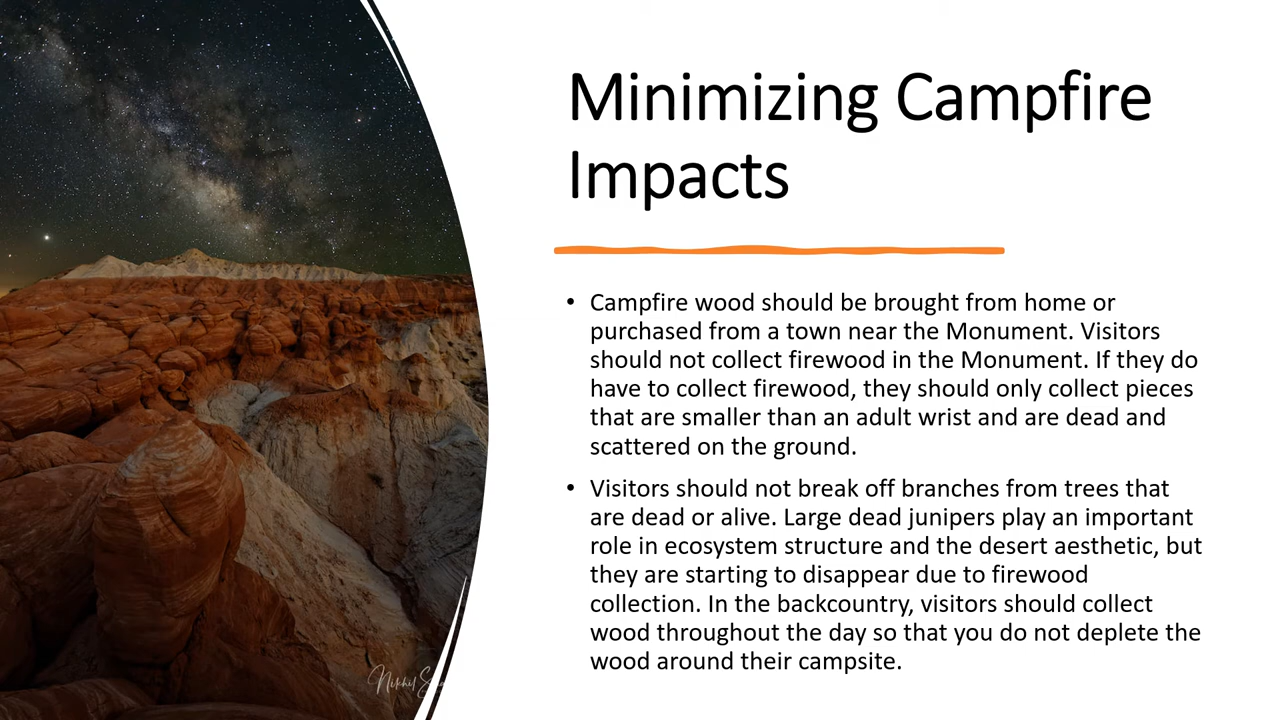 Minimizing Campfire
Impacts
• Campfire wood should be brought from home or
purchased from a town near the Monument. Visitors
should not collect firewood in the Monument. If they do
have to collect firewood, they should only collect pieces
that are smaller than an adult wrist and are dead and
scattered on the ground.
• Visitors should not break off branches from trees that
are dead or alive. Large dead junipers play an important
role in ecosystem structure and the desert aesthetic, but
they are starting to disappear due to firewood
collection. In the backcountry, visitors should collect
wood throughout the day so that you do not deplete the
wood around their campsite.
Nikhil